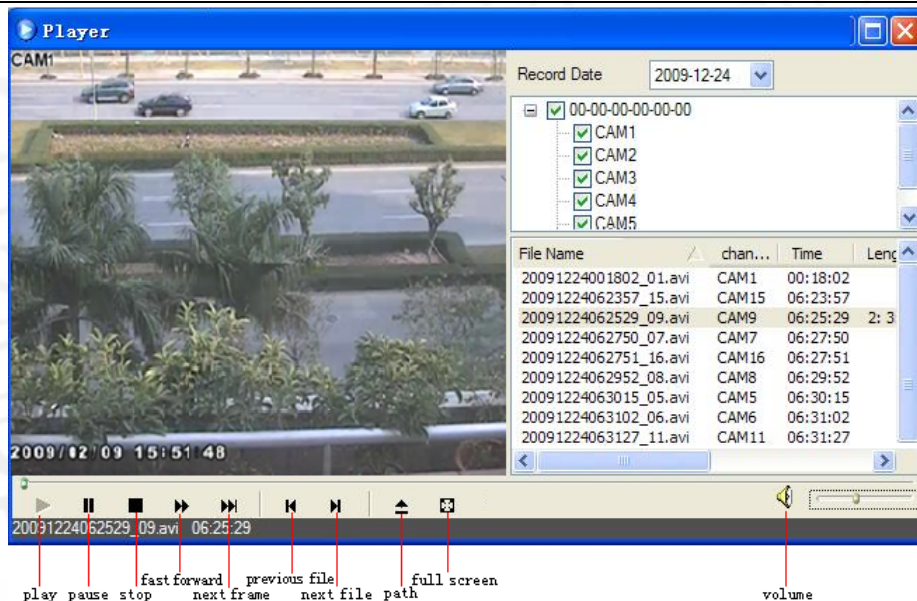 Player
CAM1
2009/02/09 15:51:48
Record Date 2009-12-24
00-00-00-00-00-00
CAM1
CAM2
CAM3
CAM4
CAM5
File Name chan... Time Leng
20091224001802_01.avi CAM1 00:18:02
20091224062357_15.avi CAM15 06:23:57
20091224062529_09.avi CAM9 06:25:29 2: 3
20091224062750_07.avi CAM7 06:27:50
20091224062751_16.avi CAM16 06:27:51
20091224062952_08.avi CAM8 06:29:52
20091224063015_05.avi CAM5 06:30:15
20091224063102_06.avi CAM6 06:31:02
20091224063127_11.avi CAM11 06:31:27
20091224062529_09.avi 06:25:29
play pause stop fast forward next frame previous file next file path full screen volume